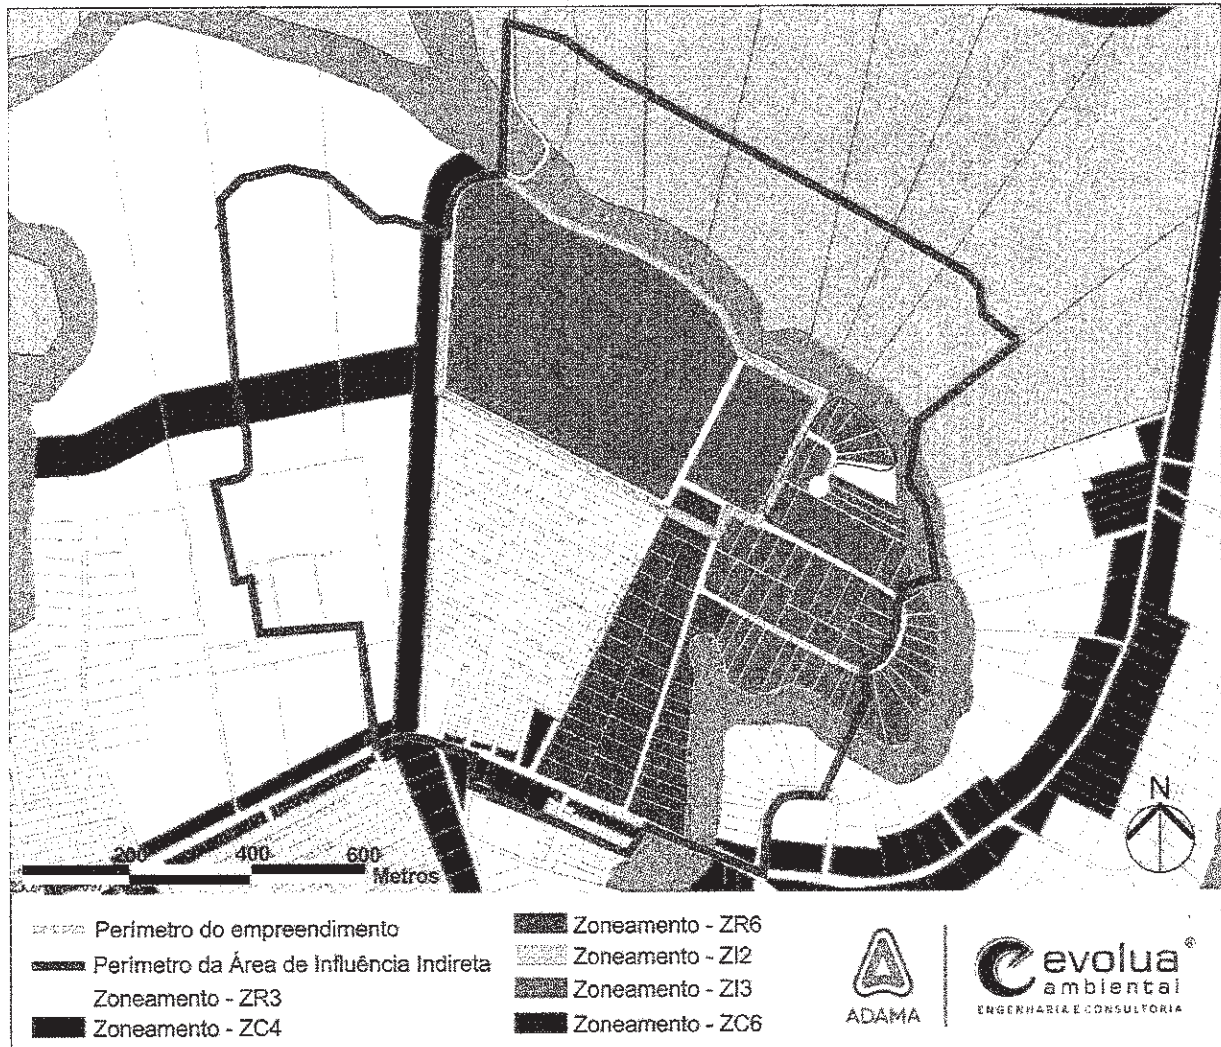 N
200 400 600
Metros
Perímetro do empreendimento
Perímetro da Área de Influência Indireta
Zoneamento - ZR3
Zoneamento - ZC4
Zoneamento - ZR6
Zoneamento - ZI2
Zoneamento - ZI3
Zoneamento - ZC6
ADAMA
evolua®
ambiental
ENGENHARIA E CONSULTORIA